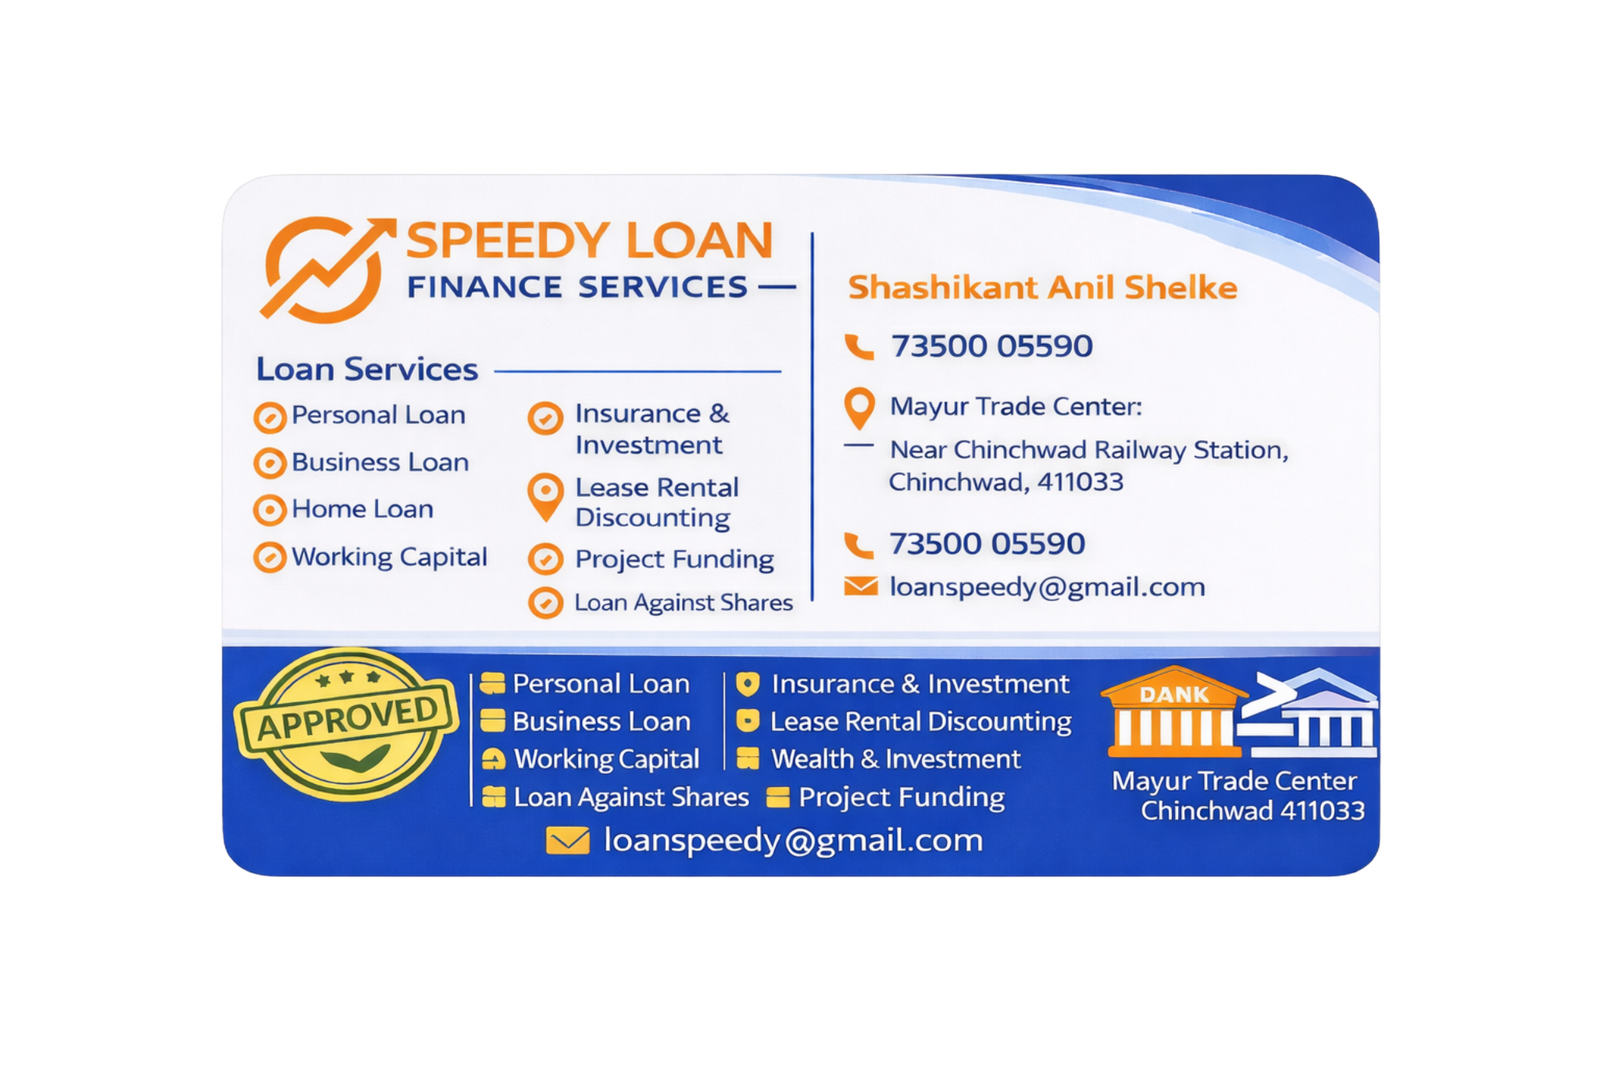 SPEEDY LOAN
FINANCE SERVICES
Loan Services
Personal Loan
Business Loan
Home Loan
Working Capital
Insurance &
Investment
Lease Rental
Discounting
Project Funding
Loan Against Shares
Shashikant Anil Shelke
73500 05590
Mayur Trade Center:
Near Chinchwad Railway Station,
Chinchwad, 411033
73500 05590
loanspeedy@gmail.com
APPROVED
Personal Loan
Business Loan
Working Capital
Loan Against Shares
Insurance & Investment
Lease Rental Discounting
Wealth & Investment
Project Funding
loanspeedy@gmail.com
DANK
Mayur Trade Center
Chinchwad 411033